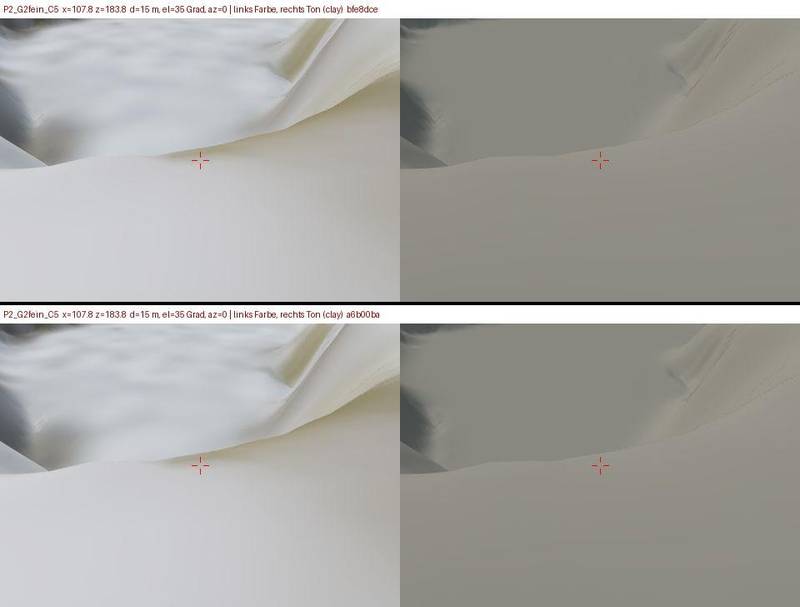 P2_G2fein_C5 x=107.8 z=183.8 d=15 m, el=35 Grad, az=0 | links Farbe, rechts Ton (clay) bfe8dce
P2_G2fein_C5 x=107.8 z=183.8 d=15 m, el=35 Grad, az=0 | links Farbe, rechts Ton (clay) a6b00ba